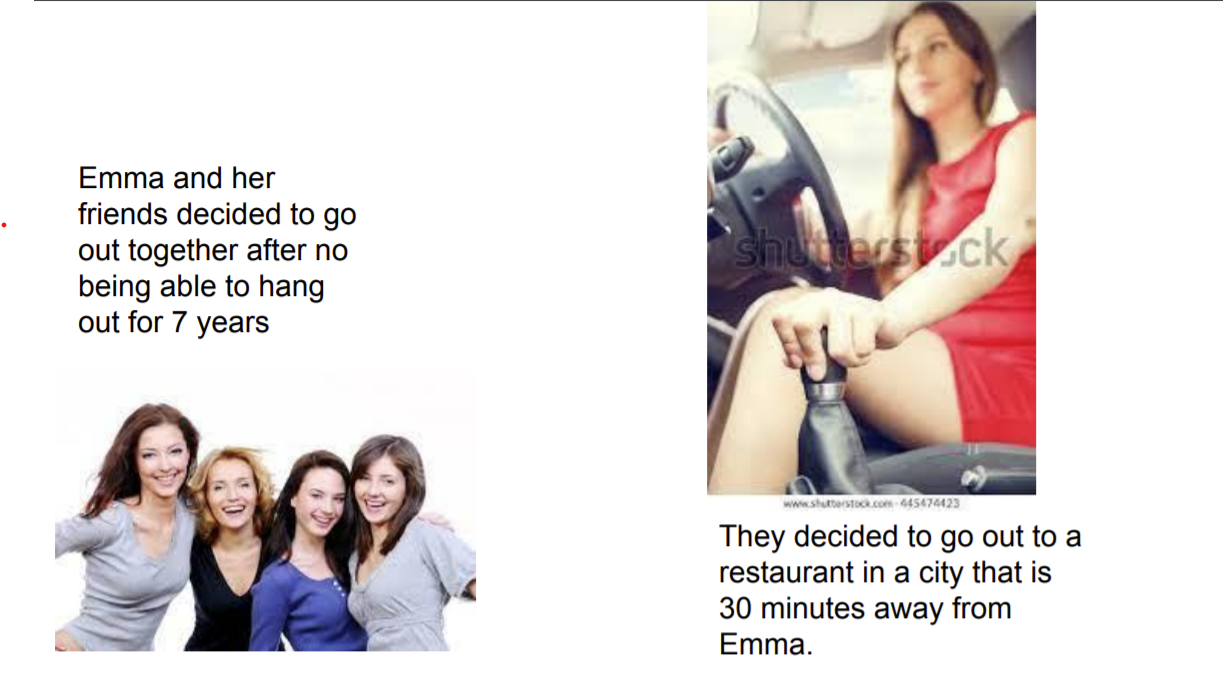 Emma and her
friends decided to go
out together after no
being able to hang
out for 7 years
shutterstock
www.shutterstock.com · 445474423
They decided to go out to a
restaurant in a city that is
30 minutes away from
Emma.